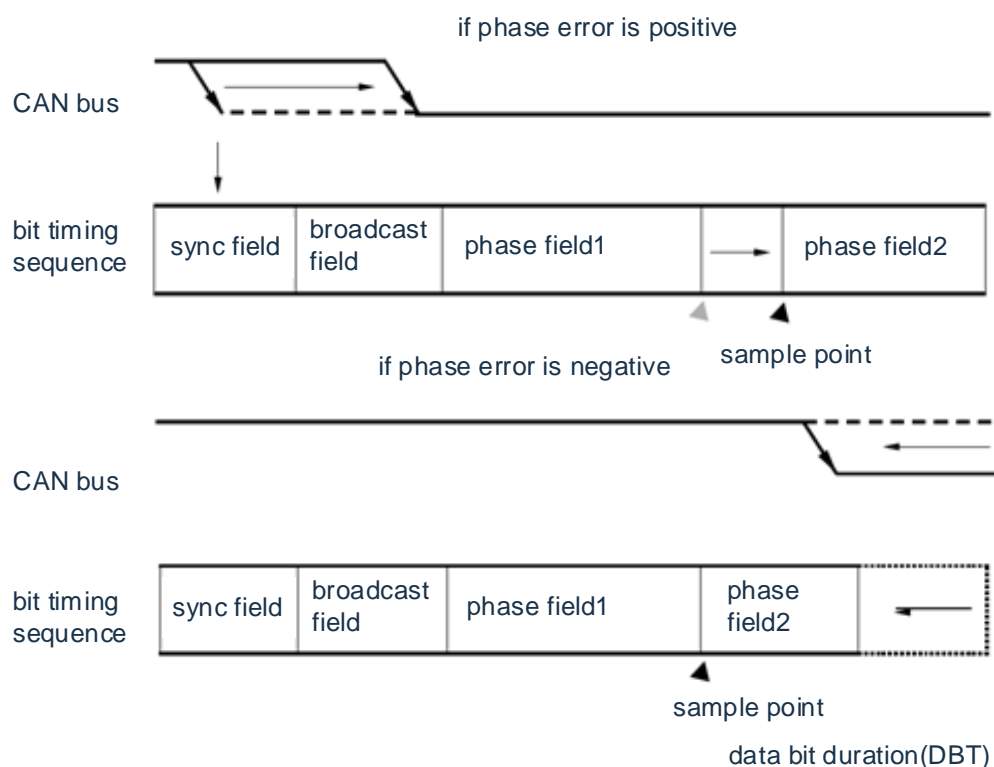 if phase error is positive
CAN bus
bit timing
sequence
sync field
broadcast
field
phase field1
phase field2
sample point
if phase error is negative
CAN bus
bit timing
sequence
sync field
broadcast
field
phase field1
phase
field2
sample point
data bit duration(DBT)